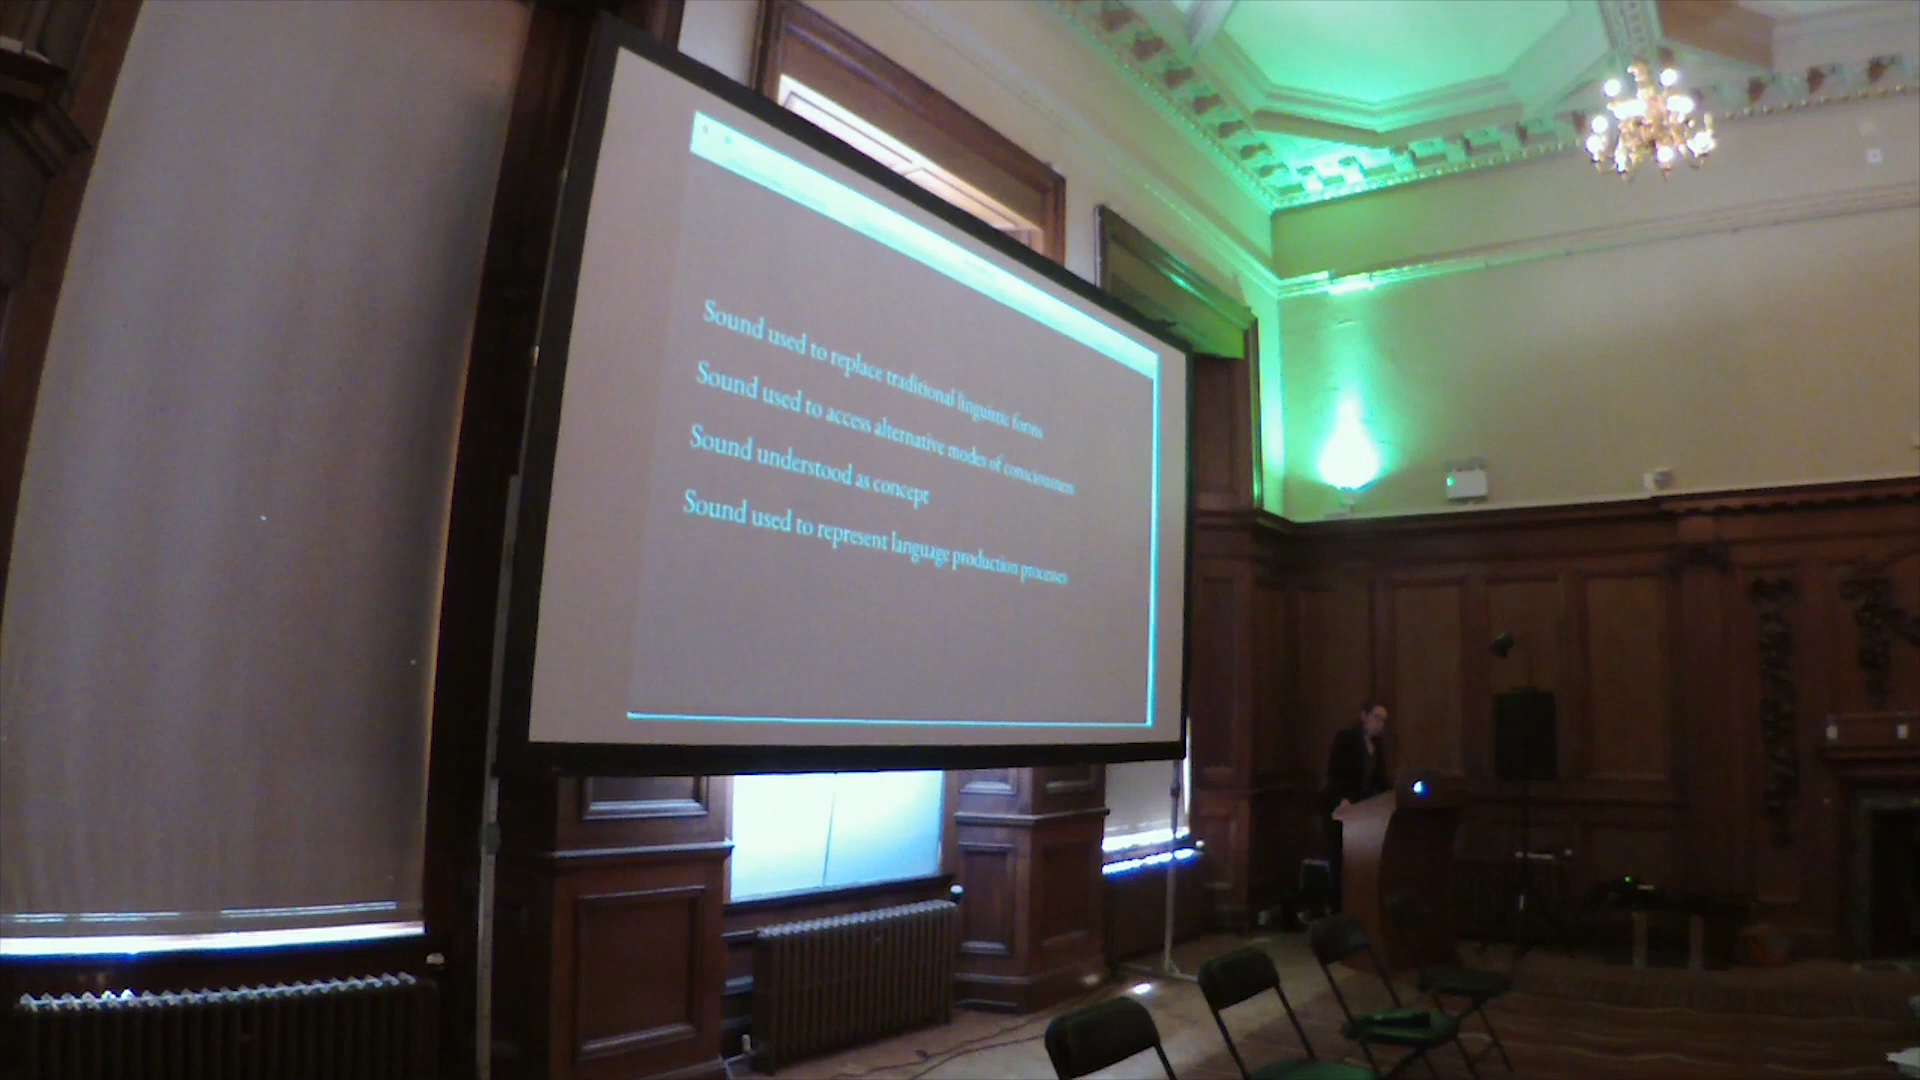 Sound used to replace traditional linguistic forms
Sound used to access alternative modes of consciousness
Sound understood as concept
Sound used to represent language production processes